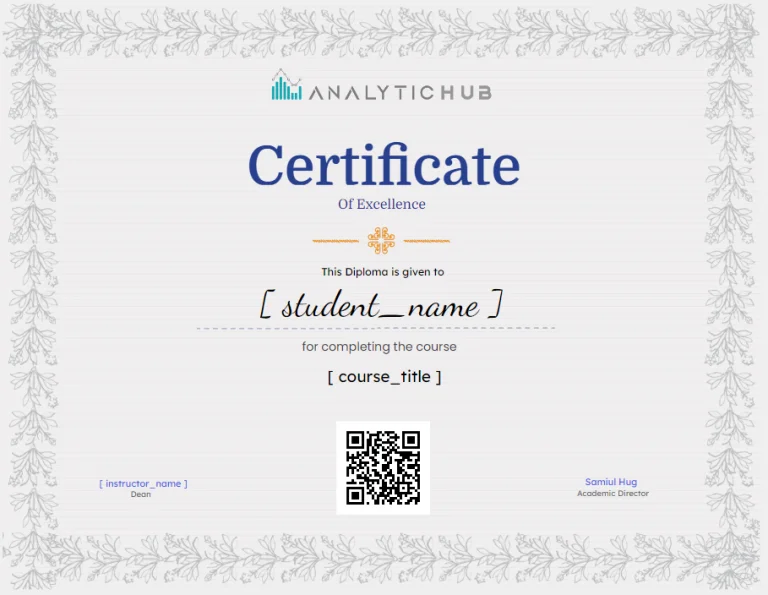 ANALYTICHUB
Certificate
Of Excellence
This Diploma is given to
[ student_name ]
for completing the course
[ course_title ]
[ instructor_name ]
Dean
Samiul Hug
Academic Director